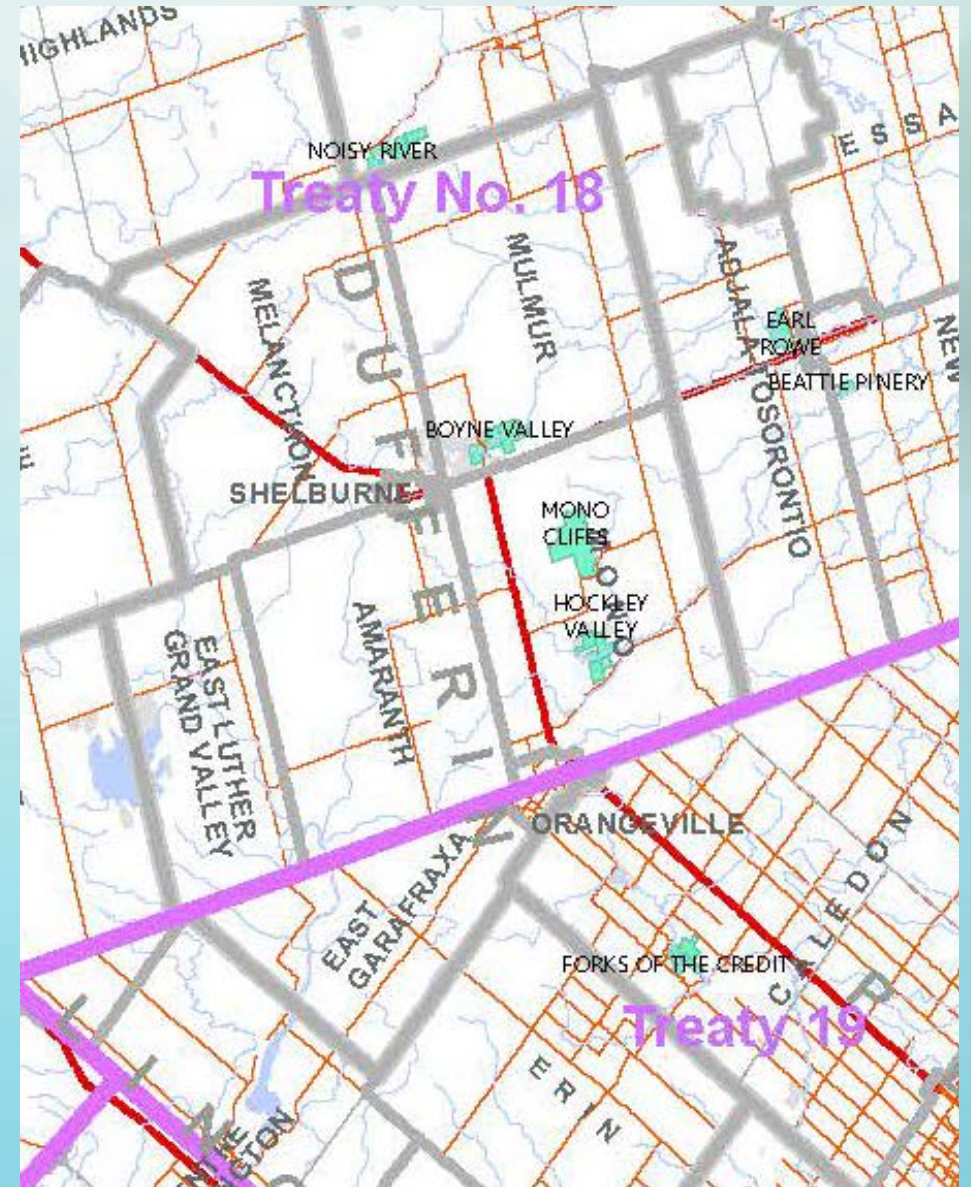 HIGHLANDS
ESSA
NOISY RIVER
Treaty No. 18
MULMUR
MELANCTHON
DUFFERIN
ADJALA-TOSORONTIO
EARL
ROWE
NEW
BEATTIE PINERY
BOYNE VALLEY
SHELBURNE
MONO
CLIFFS
MONO
HOCKLEY
VALLEY
AMARANTH
EAST LUTHER
GRAND VALLEY
ORANGEVILLE
EAST
GARAFRAXA
CALEDON
FORKS OF THE CREDIT
P
Treaty 19
ERIN